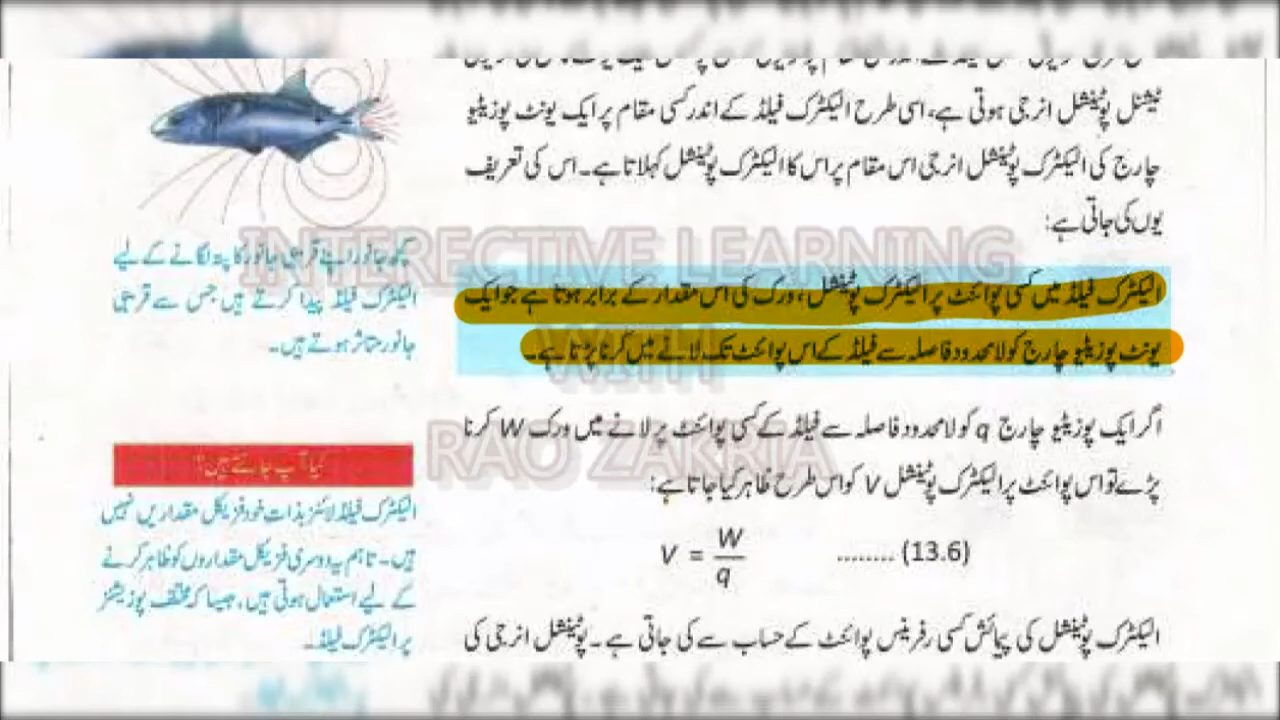 ٹیشنل پوٹینشل انرجی ہوتی ہے، اسی طرح الیکٹرک فیلڈ کے اندر کسی مقام پر ایک یونٹ پوزیٹیو
چارج کی الیکٹرک پوٹینشل انرجی اس مقام پر اس کا الیکٹرک پوٹینشل کہلاتا ہے۔ اس کی تعریف
یوں کی جاتی ہے:
الیکٹرک فیلڈ میں کسی پوائنٹ پر الیکٹرک پوٹینشل، ورک کی اس مقدار کے برابر ہوتا ہے جو ایک
یونٹ پوزیٹیو چارج کو لامحدود فاصلہ سے فیلڈ کے اس پوائنٹ تک لانے میں کرنا پڑتا ہے۔
اگر ایک پوزیٹیو چارج q کو لامحدود فاصلہ سے فیلڈ کے کسی پوائنٹ پر لانے میں ورک W کرنا
پڑے تو اس پوائنٹ پر الیکٹرک پوٹینشل V کو اس طرح ظاہر کیا جاتا ہے:
V = W/q ........ (13.6)
الیکٹرک پوٹینشل کی پیمائش کسی رفرینس پوائنٹ کے حساب سے کی جاتی ہے۔ پوٹینشل انرجی کی
کچھ جانور اپنے قریبی جانور کا پتہ لگانے کے لیے
الیکٹرک فیلڈ پیدا کرتے ہیں جس سے قریبی
جانور متاثر ہوتے ہیں۔
کیا آپ جانتے ہیں؟
الیکٹرک فیلڈ لائنز بذات خود فزیکل مقداریں نہیں
ہیں۔ تاہم یہ دوسری فزیکل مقداروں کو ظاہر کرنے
کے لیے استعمال ہوتی ہیں، جیسا کہ مختلف پوزیشنز
پر الیکٹرک فیلڈ۔
INTERECTIVE LEARNING
WITH
RAO ZAKRIA